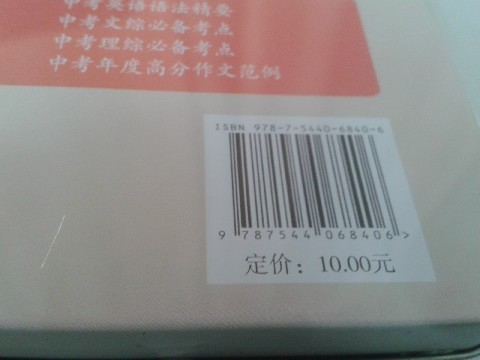 中考英语语法精要
中考文综必备考点
中考理综必备考点
中考年度高分作文范例
ISBN 978-7-5440-6840-6
9 787544 068406 >
定价：10.00元